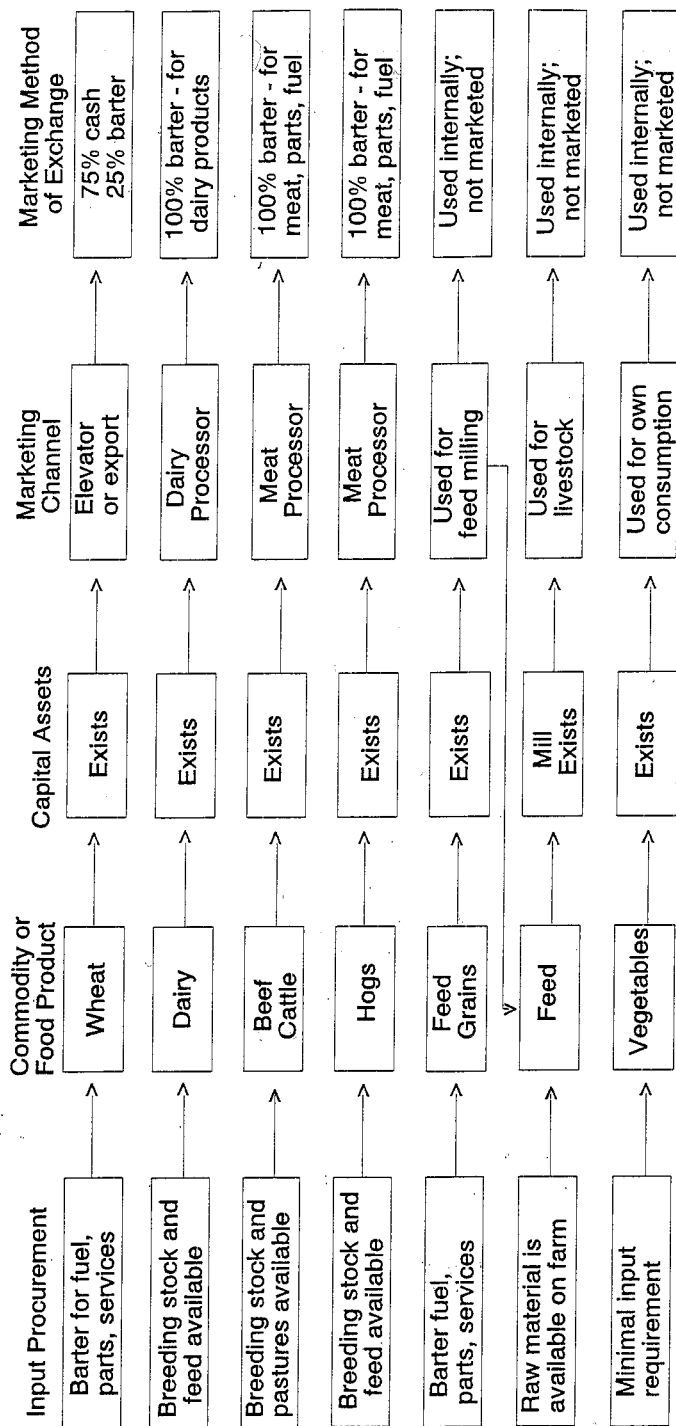 Input Procurement
Commodity or
Food Product
Capital Assets
Marketing
Channel
Marketing Method
of Exchange
Barter for fuel,
parts, services
Wheat
Exists
Elevator
or export
75% cash
25% barter
Breeding stock and
feed available
Dairy
Exists
Dairy
Processor
100% barter - for
dairy products
Breeding stock and
pastures available
Beef
Cattle
Exists
Meat
Processor
100% barter - for
meat, parts, fuel
Breeding stock and
feed available
Hogs
Exists
Meat
Processor
100% barter - for
meat, parts, fuel
Barter fuel,
parts, services
Feed
Grains
Exists
Used for
feed milling
Used internally;
not marketed
Raw material is
available on farm
Feed
Mill
Exists
Used for
livestock
Used internally;
not marketed
Minimal input
requirement
Vegetables
Exists
Used for own
consumption
Used internally;
not marketed